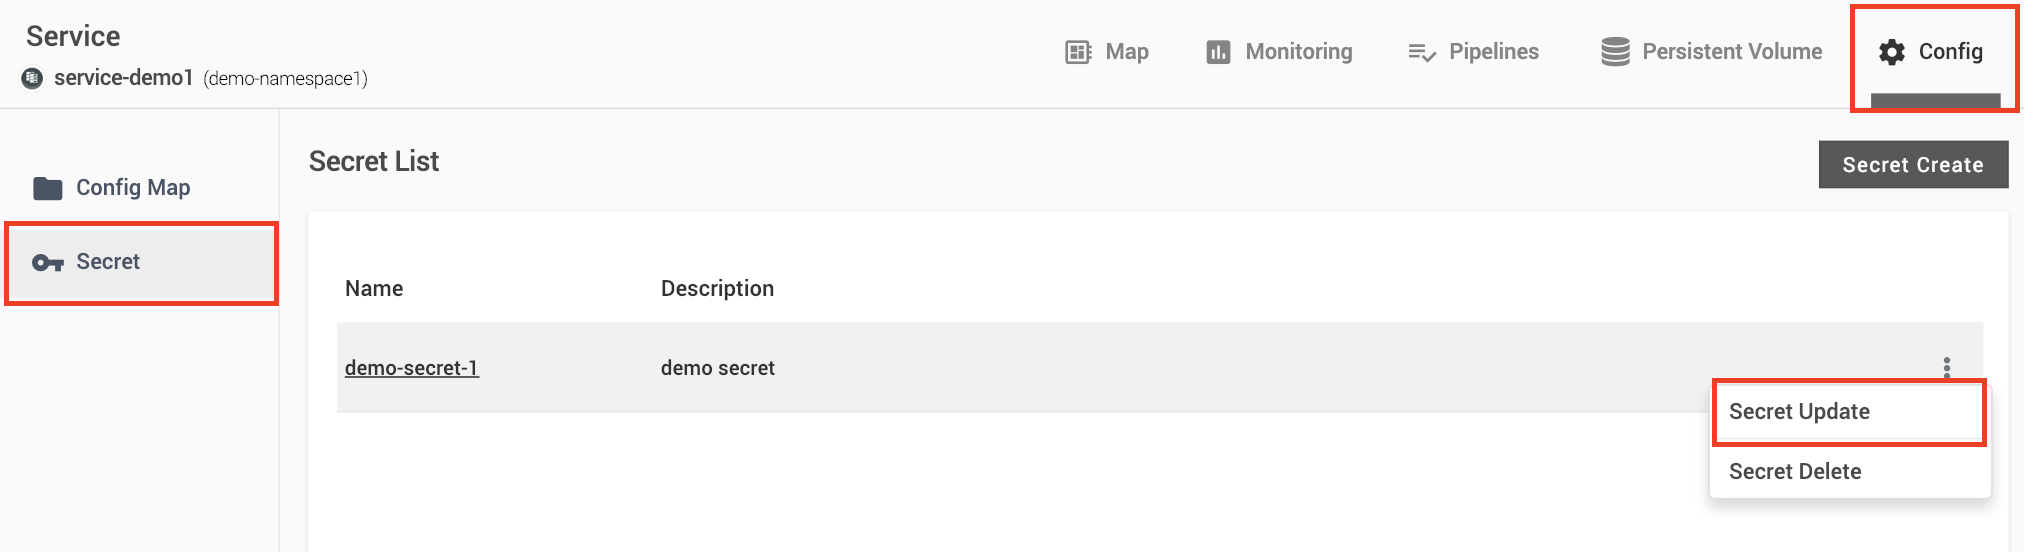 Service
service-demo1 (demo-namespace1)
Map
Monitoring
Pipelines
Persistent Volume
Config
Config Map
Secret
Secret List
Secret Create
Name Description
demo-secret-1 demo secret
Secret Update
Secret Delete